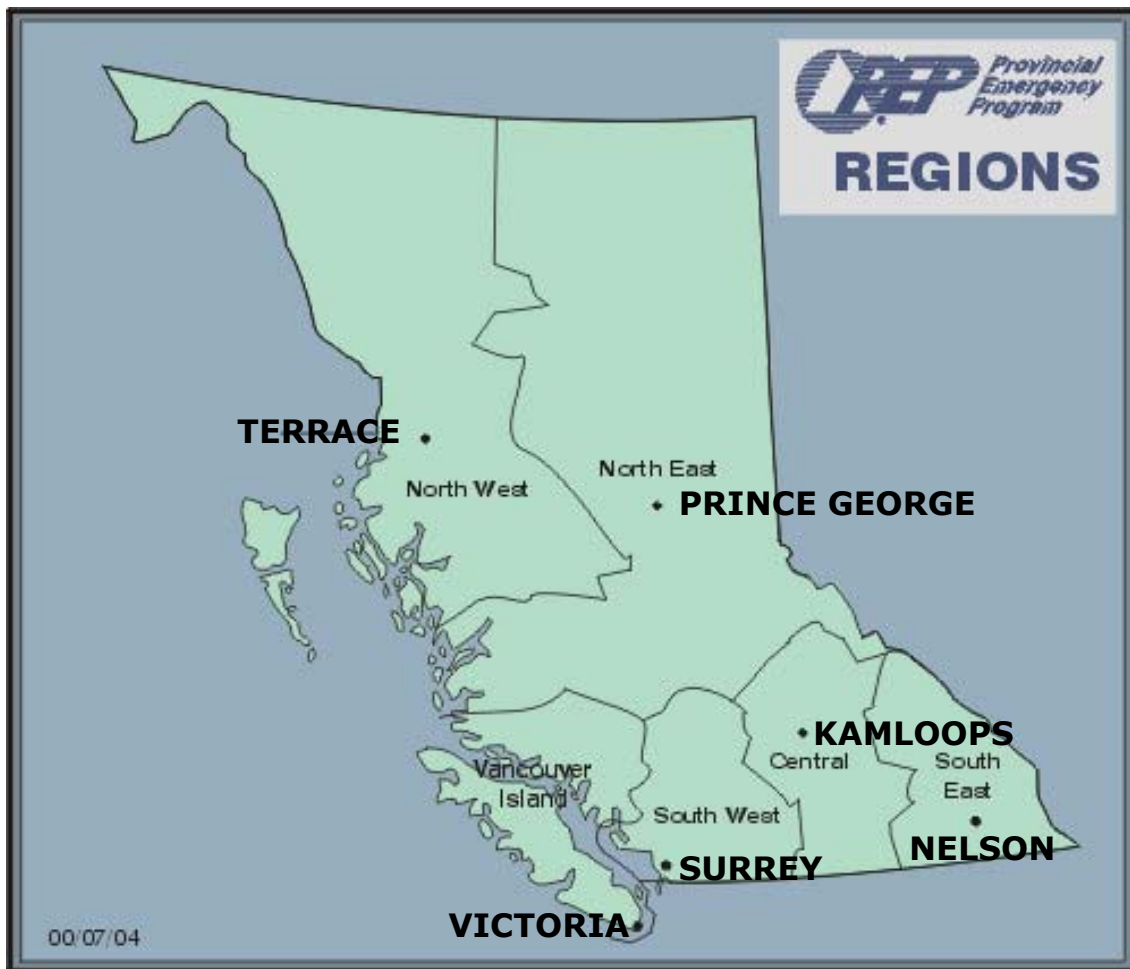 PEP Provincial
Emergency
Program
REGIONS
TERRACE
North East
North West
PRINCE GEORGE
KAMLOOPS
Central
Vancouver
Island
South
East
South West
NELSON
SURREY
VICTORIA
00/07/04